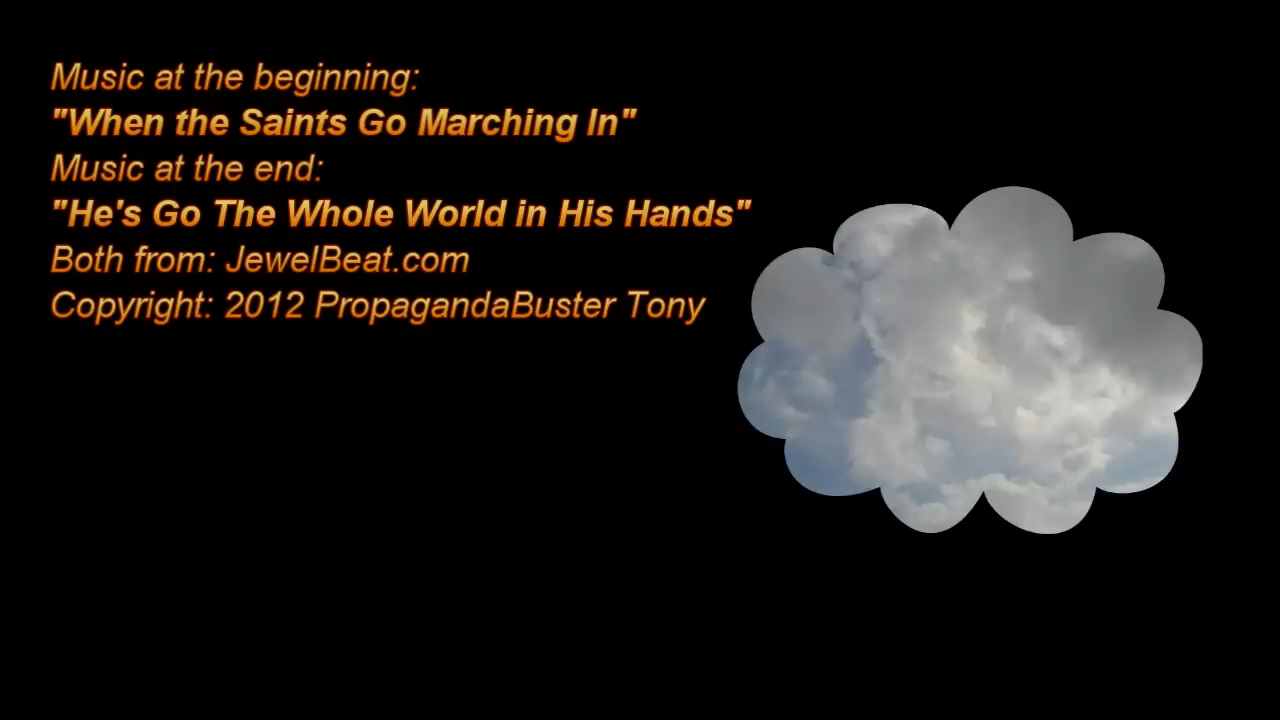 Music at the beginning:
"When the Saints Go Marching In"
Music at the end:
"He's Go The Whole World in His Hands"
Both from: JewelBeat.com
Copyright: 2012 PropagandaBuster Tony